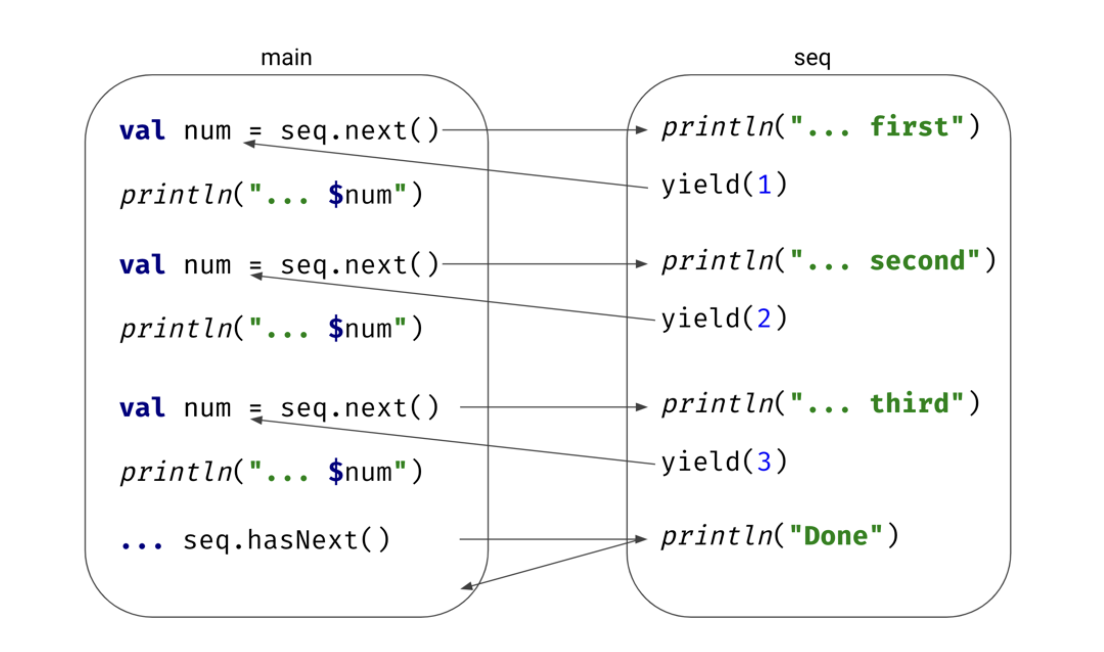 main
val num = seq.next()
println("... $num")
val num = seq.next()
println("... $num")
val num = seq.next()
println("... $num")
... seq.hasNext()
seq
println("... first")
yield(1)
println("... second")
yield(2)
println("... third")
yield(3)
println("Done")